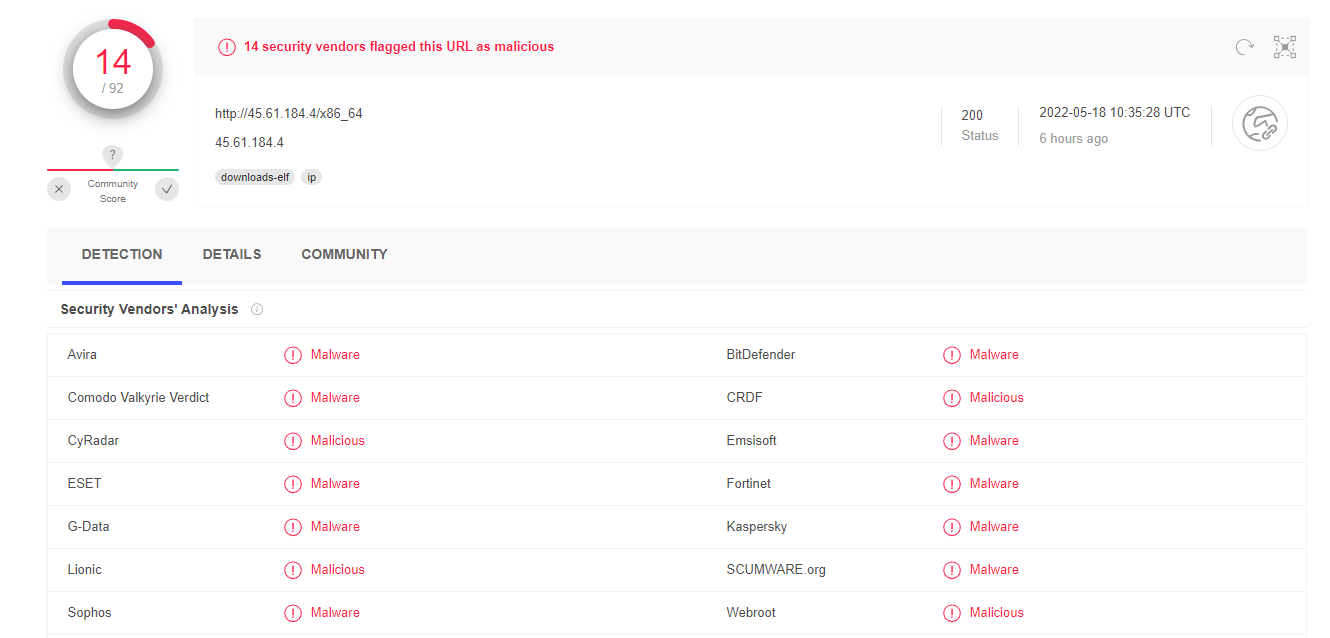 14
/ 92
?
Community
Score
14 security vendors flagged this URL as malicious
http://45.61.184.4/x86_64
45.61.184.4
downloads-elf ip
200
Status
2022-05-18 10:35:28 UTC
6 hours ago
DETECTION DETAILS COMMUNITY
Security Vendors' Analysis
Avira Malware BitDefender Malware
Comodo Valkyrie Verdict Malware CRDF Malicious
CyRadar Malicious Emsisoft Malware
ESET Malware Fortinet Malware
G-Data Malware Kaspersky Malware
Lionic Malicious SCUMWARE.org Malware
Sophos Malware Webroot Malicious